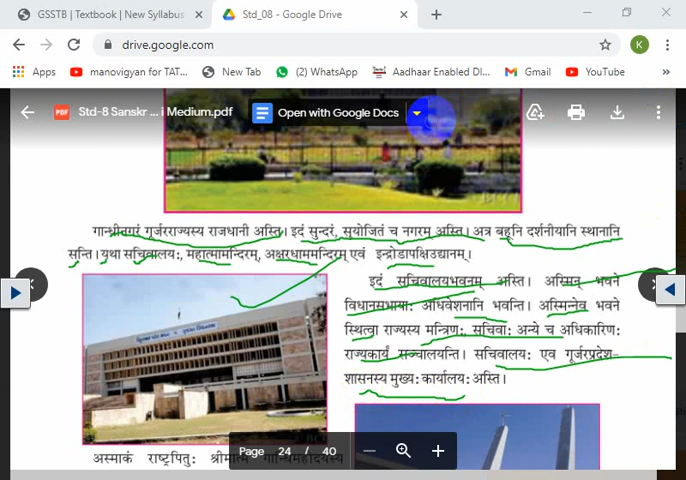 GSSTB | Textbook | New Syllabus
Std_08 - Google Drive
drive.google.com
K
Apps
manovigyan for TAT...
New Tab
(2) WhatsApp
Aadhaar Enabled DI...
Gmail
YouTube
PDF
Std-8 Sanskr ... i Medium.pdf
Open with Google Docs
गान्धीनगरं गूर्जरराज्यस्य राजधानी अस्ति। इदं सुन्दरं, सुयोजितं च नगरम् अस्ति। अत्र बहूनि दर्शनीयानि स्थानानि
सन्ति। यथा सचिवालयः, महात्मामन्दिरम्, अक्षरधाममन्दिरम् एवं इन्द्रोडापक्षिउद्यानम्।
इदं सचिवालयभवनम् अस्ति। अस्मिन् भवने
विधानसभायाः अधिवेशनानि भवन्ति। अस्मिन्नेव भवने
स्थित्वा राज्यस्य मन्त्रिणः सचिवाः अन्ये च अधिकारिणः
राज्यकार्यं सञ्चालयन्ति। सचिवालयः एव गूर्जरप्रदेश-
शासनस्य मुख्यः कार्यालयः अस्ति।
अस्माकं राष्ट्रपितुः
Page 24 / 40